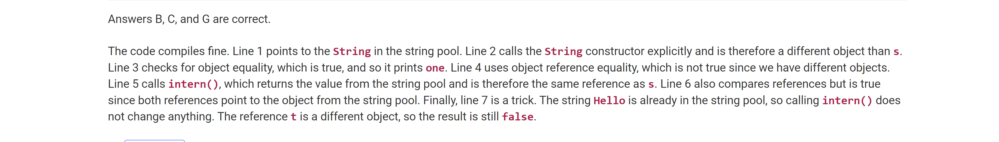 Answers B, C, and G are correct.
The code compiles fine. Line 1 points to the String in the string pool. Line 2 calls the String constructor explicitly and is therefore a different object than s.
Line 3 checks for object equality, which is true, and so it prints one. Line 4 uses object reference equality, which is not true since we have different objects.
Line 5 calls intern(), which returns the value from the string pool and is therefore the same reference as s. Line 6 also compares references but is true
since both references point to the object from the string pool. Finally, line 7 is a trick. The string Hello is already in the string pool, so calling intern() does
not change anything. The reference t is a different object, so the result is still false.